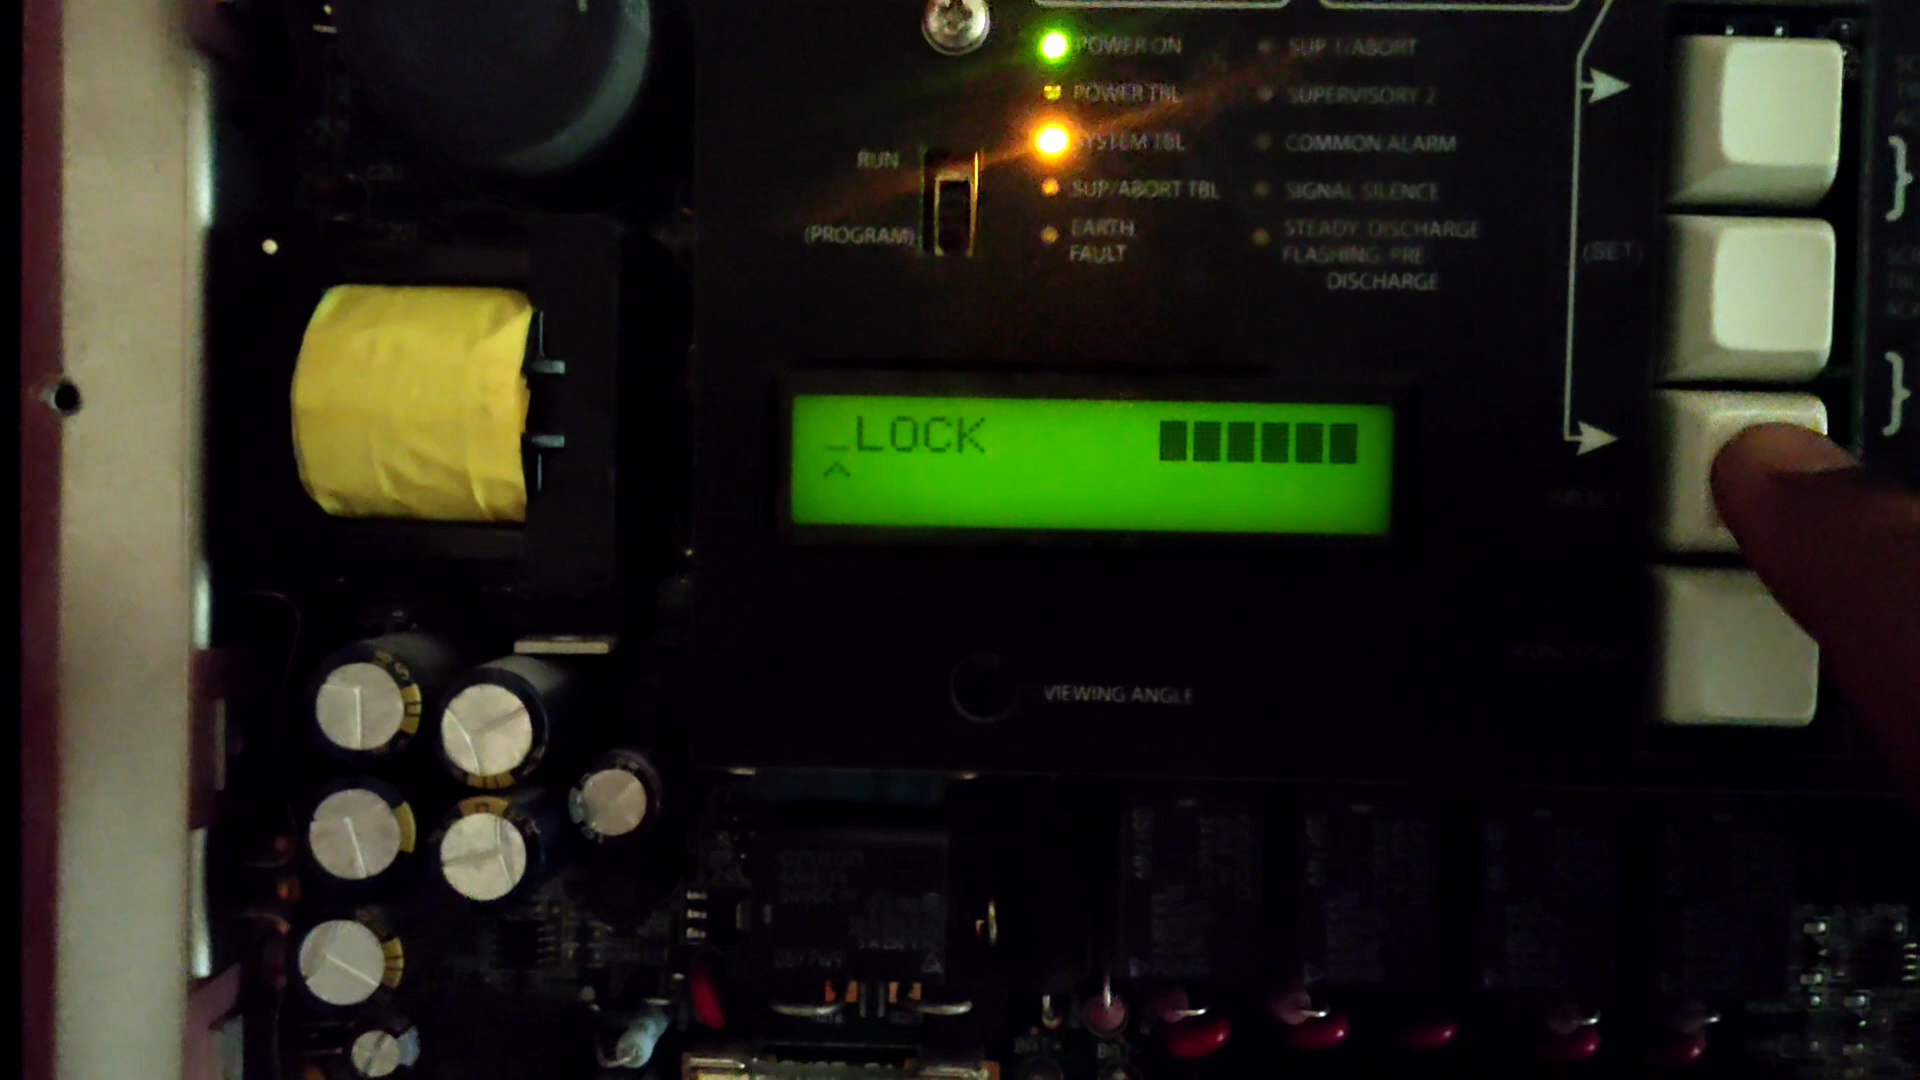 POWER ON
POWER TBL
SYSTEM TBL
SUP/ABORT TBL
EARTH
FAULT
SUP 1/ABORT
SUPERVISORY 2
COMMON ALARM
SIGNAL SILENCE
STEADY DISCHARGE
FLASHING PRE
DISCHARGE
RUN
(PROGRAM)
(SET)
_LOCK
^
VIEWING ANGLE